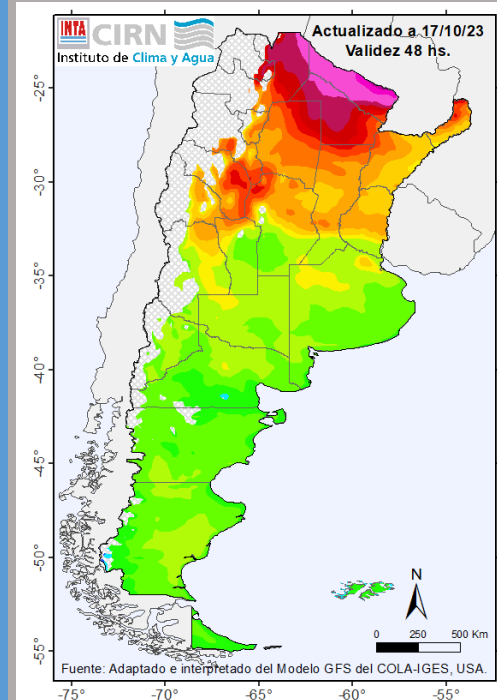 INTA CIRN
Instituto de Clima y Agua
Actualizado a 17/10/23
Validez 48 hs.
-25°
-30°
-35°
-40°
-45°
-50°
-55°
N
0 250 500 Km
Fuente: Adaptado e interpretado del Modelo GFS del COLA-IGES, USA.
-75° -70° -65° -60° -55°